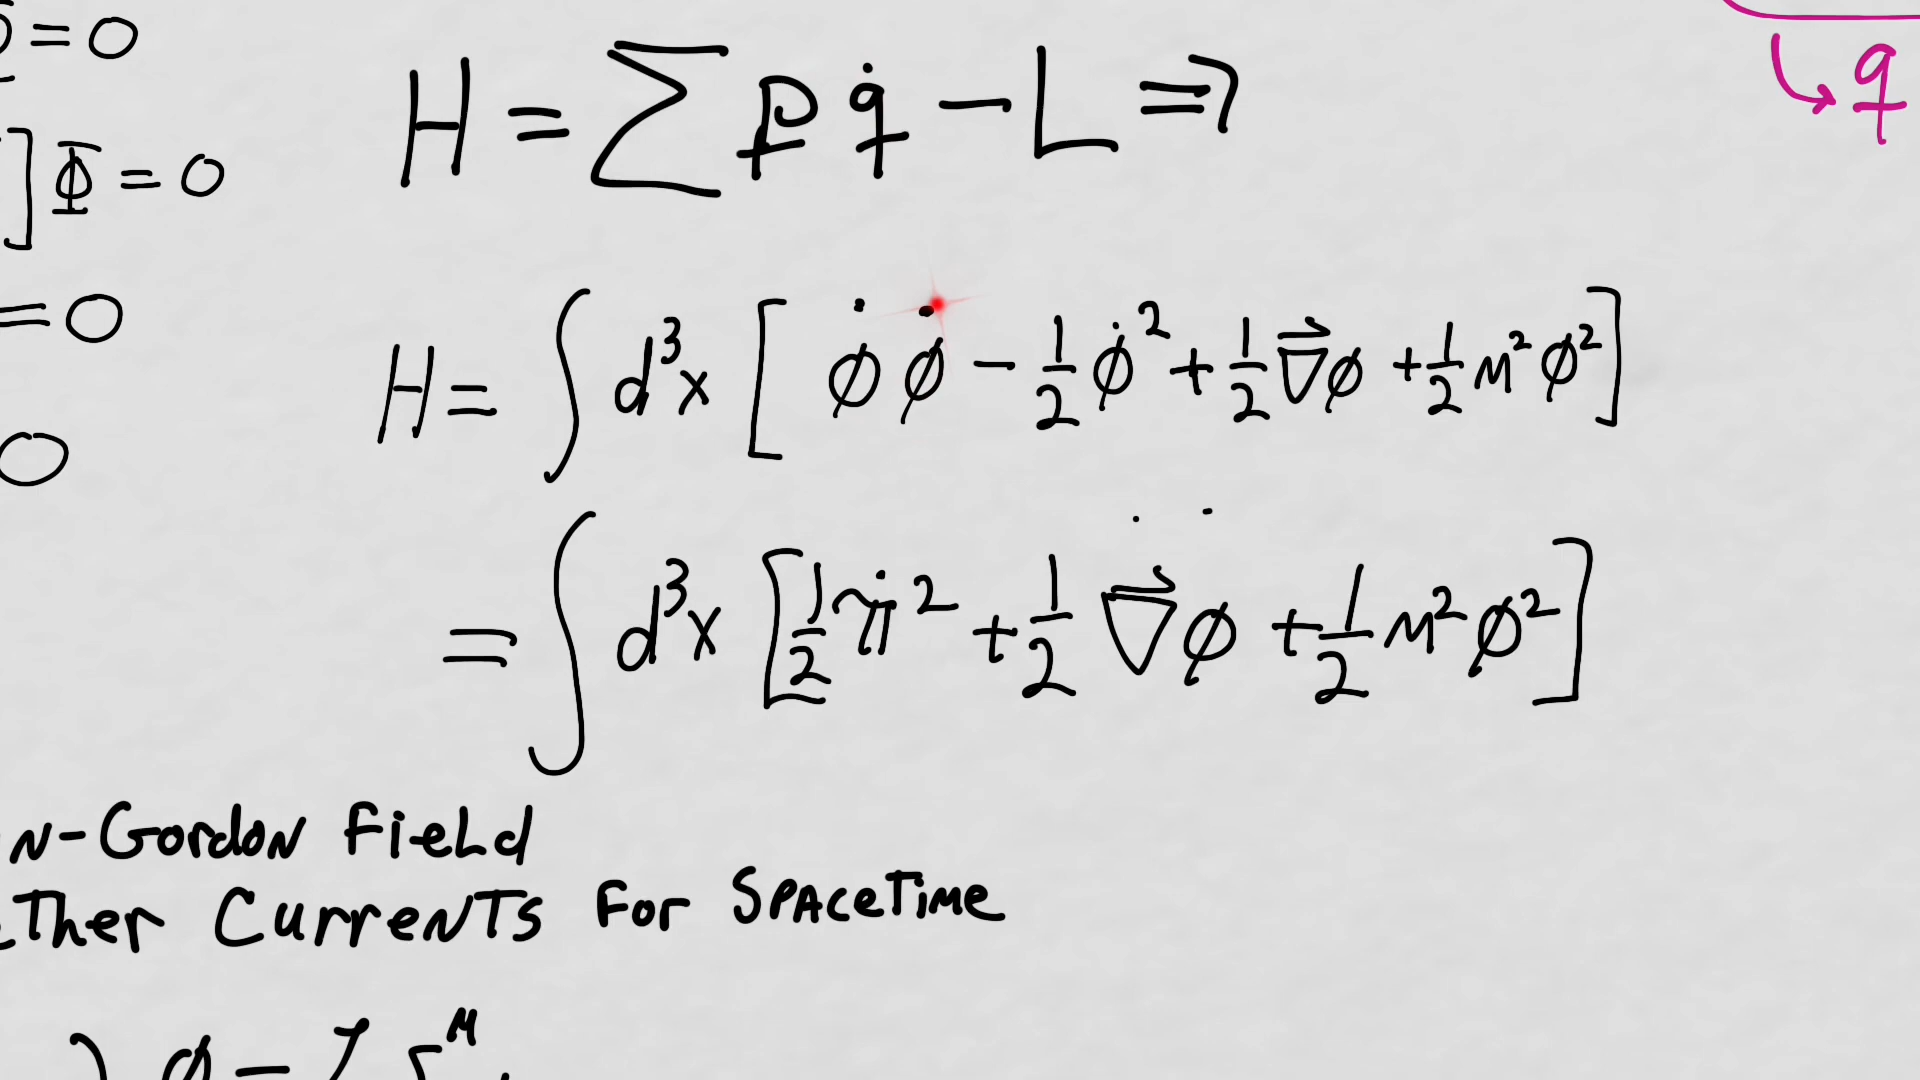 = 0
] Φ = 0
= 0
0
H = ∑ p q̇ - L ⇒
q
H = ∫ d³x [ φ̇ φ̇ - 1/2 φ̇² + 1/2 ∇⃗φ + 1/2 m² φ² ]
= ∫ d³x [ 1/2 π̇² + 1/2 ∇⃗φ + 1/2 m² φ² ]
n-Gordon Field
ther Currents For Spacetime